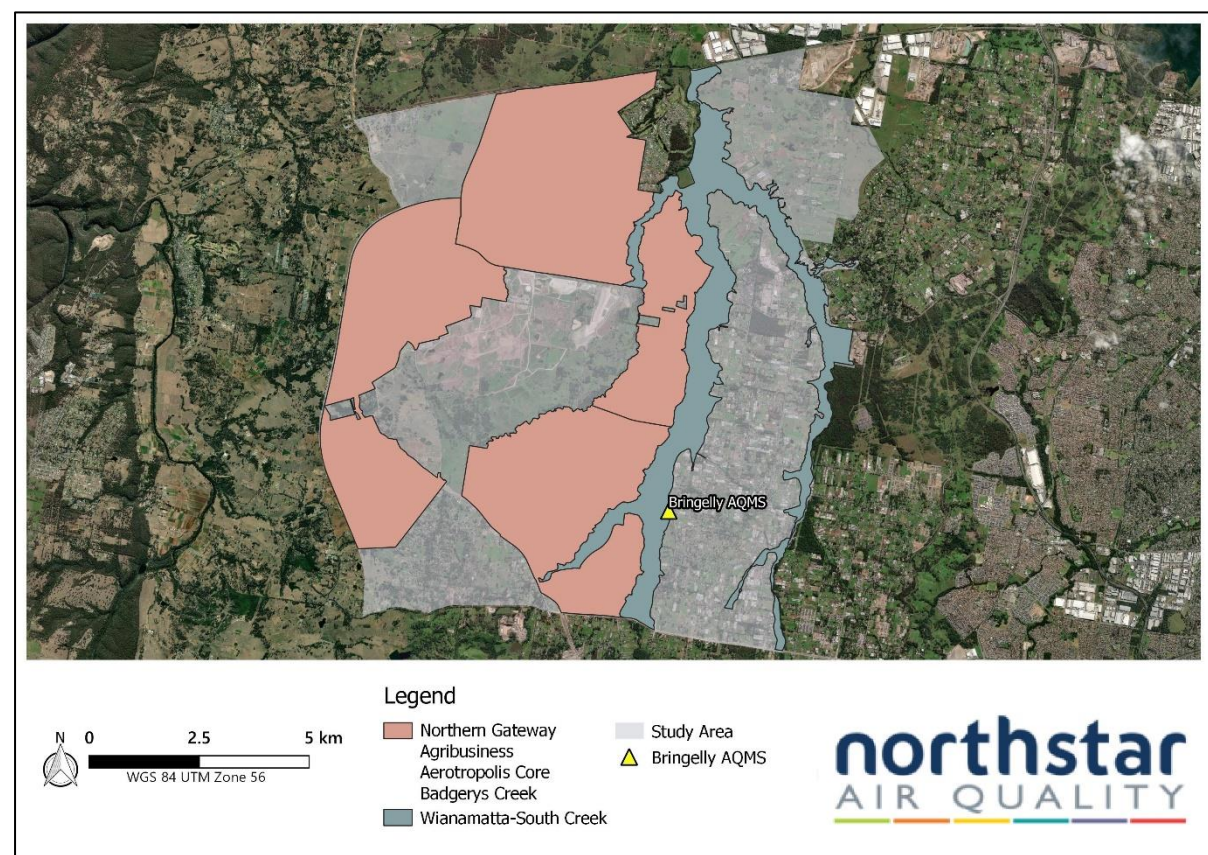 Bringelly AQMS
N
0 2.5 5 km
WGS 84 UTM Zone 56
Legend
Northern Gateway
Agribusiness
Aerotropolis Core
Badgerys Creek
Wianamatta-South Creek
Study Area
Bringelly AQMS
northstar
AIR QUALITY